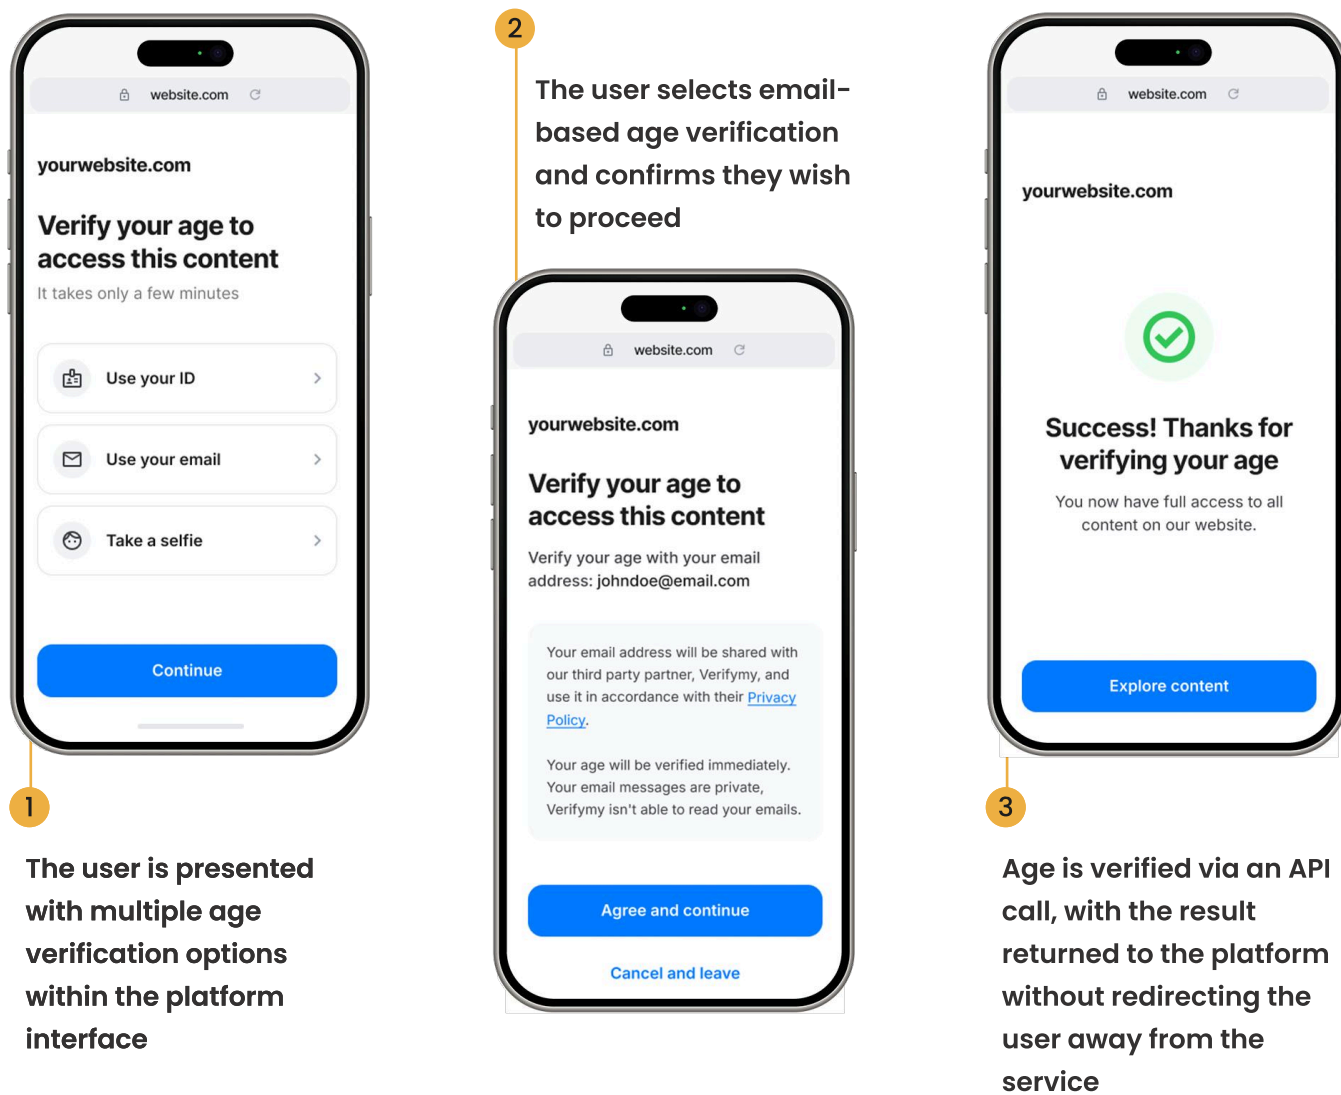 website.com
yourwebsite.com
Verify your age to
access this content
It takes only a few minutes
Use your ID
Use your email
Take a selfie
Continue
1
The user is presented
with multiple age
verification options
within the platform
interface
2
The user selects email-
based age verification
and confirms they wish
to proceed
website.com
yourwebsite.com
Verify your age to
access this content
Verify your age with your email
address: johndoe@email.com
Your email address will be shared with
our third party partner, Verifymy, and
use it in accordance with their Privacy
Policy.
Your age will be verified immediately.
Your email messages are private,
Verifymy isn't able to read your emails.
Agree and continue
Cancel and leave
website.com
yourwebsite.com
Success! Thanks for
verifying your age
You now have full access to all
content on our website.
Explore content
3
Age is verified via an API
call, with the result
returned to the platform
without redirecting the
user away from the
service